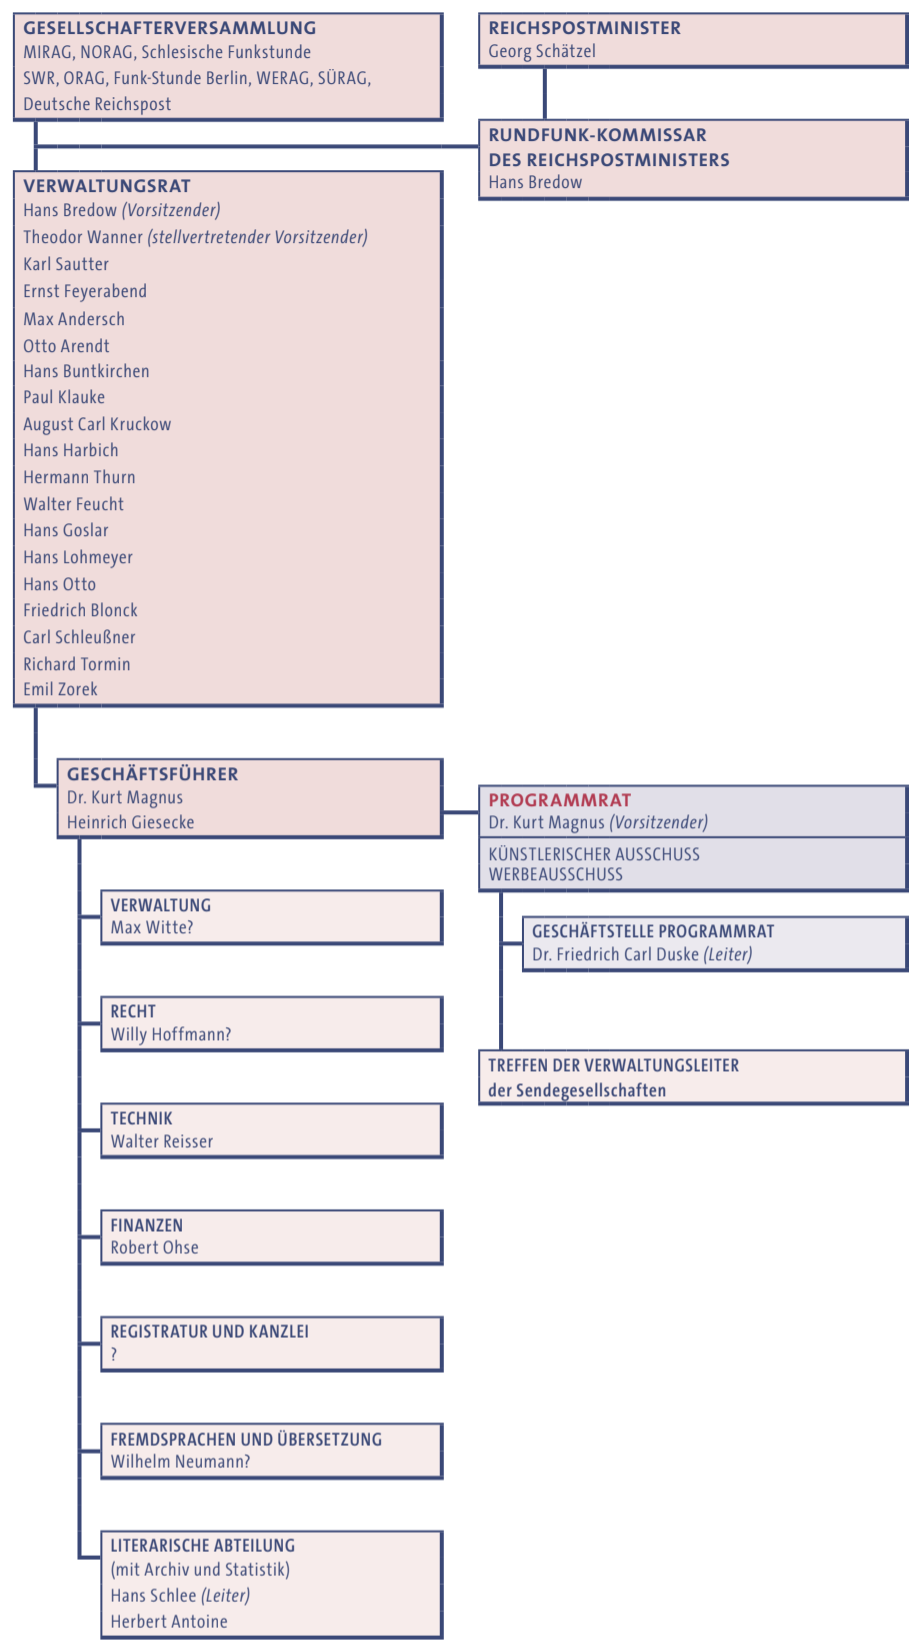 GESELLSCHAFTERVERSAMMLUNG
MIRAG, NORAG, Schlesische Funkstunde
SWR, ORAG, Funk-Stunde Berlin, WERAG, SÜRAG,
Deutsche Reichspost
REICHSPOSTMINISTER
Georg Schätzel
RUNDFUNK-KOMMISSAR
DES REICHSPOSTMINISTERS
Hans Bredow
VERWALTUNGSRAT
Hans Bredow (Vorsitzender)
Theodor Wanner (stellvertretender Vorsitzender)
Karl Sautter
Ernst Feyerabend
Max Andersch
Otto Arendt
Hans Buntkirchen
Paul Klauke
August Carl Kruckow
Hans Harbich
Hermann Thurn
Walter Feucht
Hans Goslar
Hans Lohmeyer
Hans Otto
Friedrich Blonck
Carl Schleußner
Richard Tormin
Emil Zorek
GESCHÄFTSFÜHRER
Dr. Kurt Magnus
Heinrich Giesecke
PROGRAMMRAT
Dr. Kurt Magnus (Vorsitzender)
KÜNSTLERISCHER AUSSCHUSS
WERBEAUSSCHUSS
GESCHÄFTSTELLE PROGRAMMRAT
Dr. Friedrich Carl Duske (Leiter)
TREFFEN DER VERWALTUNGSLEITER
der Sendegesellschaften
VERWALTUNG
Max Witte?
RECHT
Willy Hoffmann?
TECHNIK
Walter Reisser
FINANZEN
Robert Ohse
REGISTRATUR UND KANZLEI
?
FREMDSPRACHEN UND ÜBERSETZUNG
Wilhelm Neumann?
LITERARISCHE ABTEILUNG
(mit Archiv und Statistik)
Hans Schlee (Leiter)
Herbert Antoine